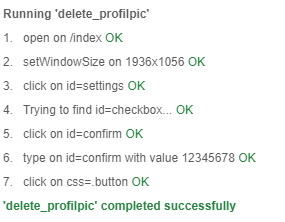 Running 'delete_profilpic'
1. open on /index OK
2. setWindowSize on 1936x1056 OK
3. click on id=settings OK
4. Trying to find id=checkbox... OK
5. click on id=confirm OK
6. type on id=confirm with value 12345678 OK
7. click on css=.button OK
'delete_profilpic' completed successfully